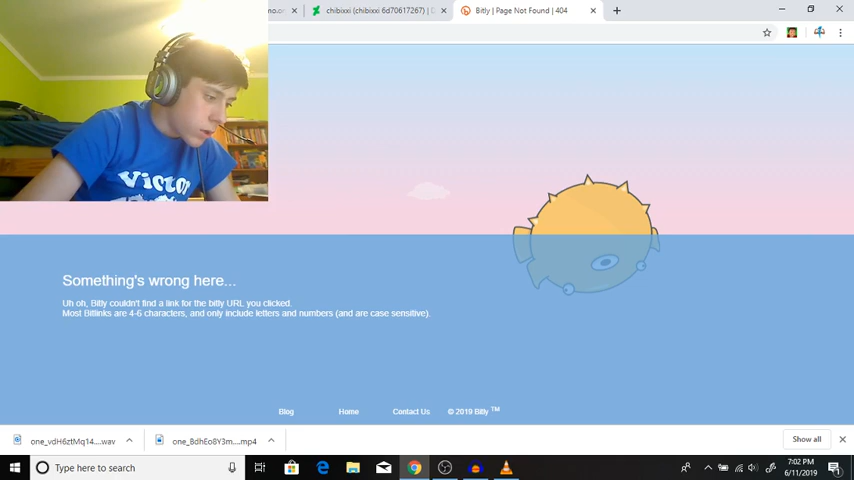 chibixxi (chibixxi 6d70617267) |
Bitly | Page Not Found | 404
Victor
Something's wrong here...
Uh oh, Bitly couldn't find a link for the bitly URL you clicked.
Most Bitlinks are 4-6 characters, and only include letters and numbers (and are case sensitive).
Blog
Home
Contact Us
© 2019 Bitly TM
one_vdH6ztMq14....wav
one_BdhEo8Y3m....mp4
Show all
Type here to search
7:02 PM
6/11/2019